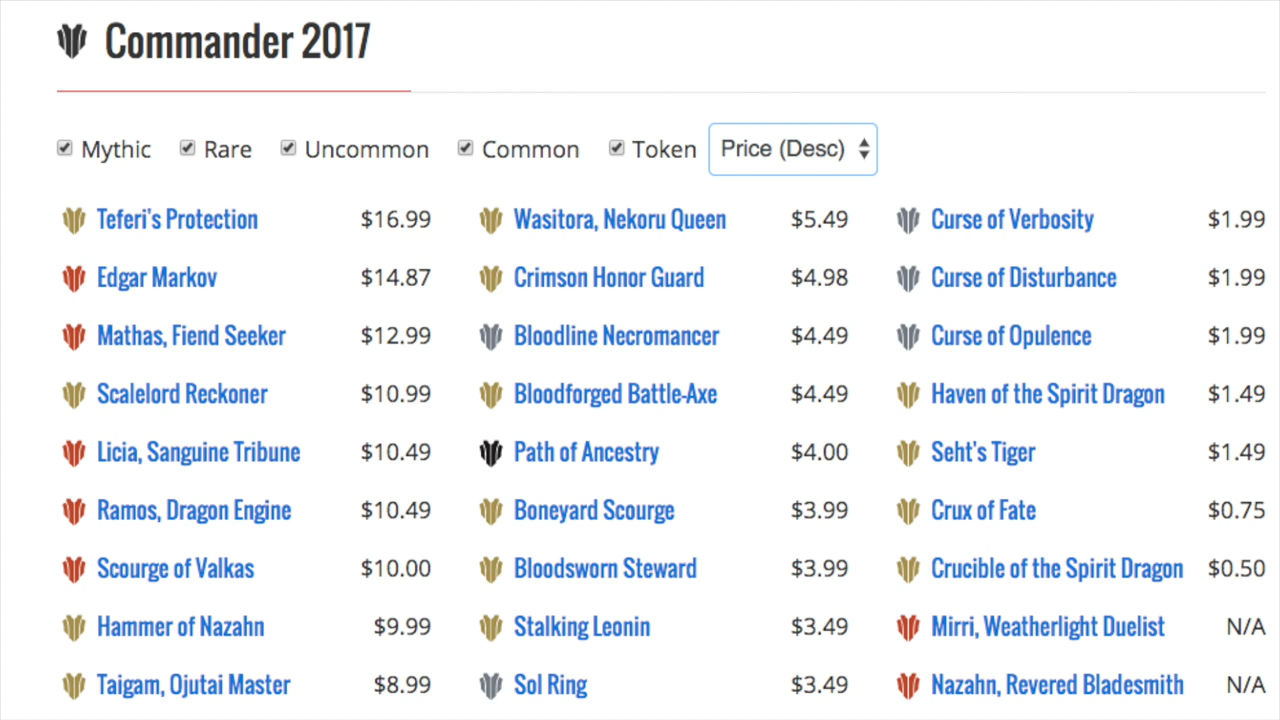 Commander 2017
Mythic Rare Uncommon Common Token Price (Desc)
Teferi's Protection $16.99
Edgar Markov $14.87
Mathas, Fiend Seeker $12.99
Scalelord Reckoner $10.99
Licia, Sanguine Tribune $10.49
Ramos, Dragon Engine $10.49
Scourge of Valkas $10.00
Hammer of Nazahn $9.99
Taigam, Ojutai Master $8.99
Wasitora, Nekoru Queen $5.49
Crimson Honor Guard $4.98
Bloodline Necromancer $4.49
Bloodforged Battle-Axe $4.49
Path of Ancestry $4.00
Boneyard Scourge $3.99
Bloodsworn Steward $3.99
Stalking Leonin $3.49
Sol Ring $3.49
Curse of Verbosity $1.99
Curse of Disturbance $1.99
Curse of Opulence $1.99
Haven of the Spirit Dragon $1.49
Seht's Tiger $1.49
Crux of Fate $0.75
Crucible of the Spirit Dragon $0.50
Mirri, Weatherlight Duelist N/A
Nazahn, Revered Bladesmith N/A